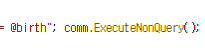 = @birth"; comm.ExecuteNonQuery();